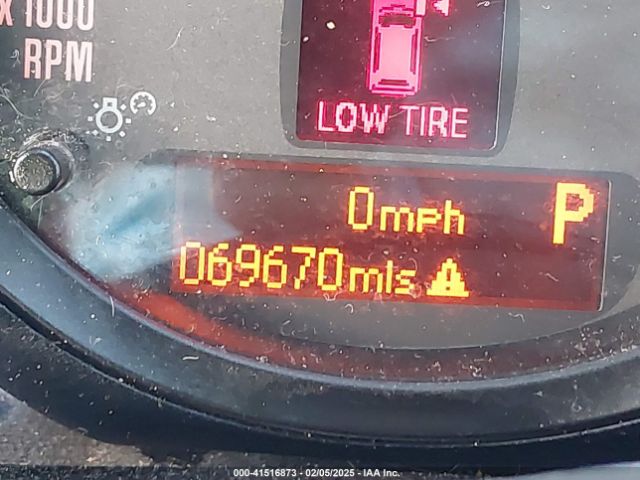 x 1000
RPM
LOW TIRE
0mph P
069670mls
000-41516873 - 02/05/2025 - IAA Inc.